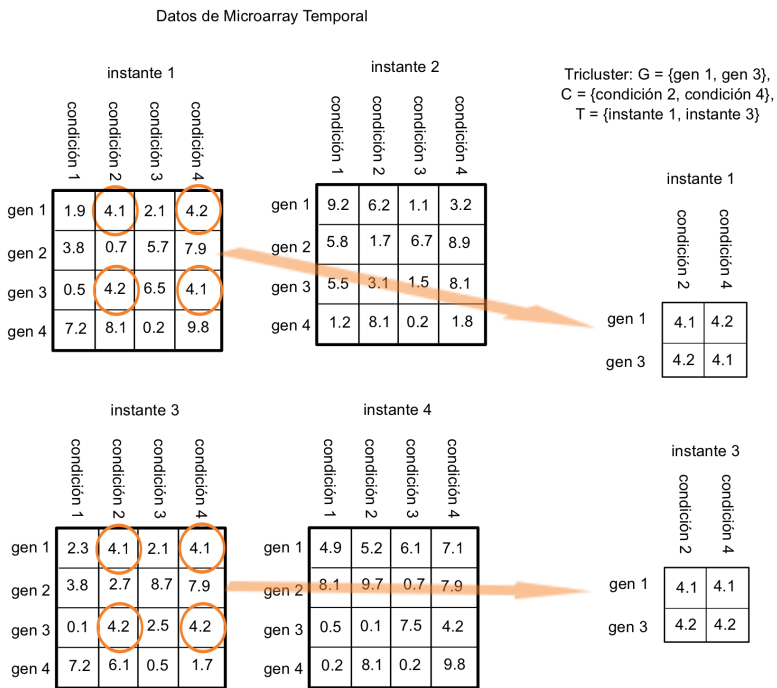 Datos de Microarray Temporal
instante 1
condición 1 condición 2 condición 3 condición 4
gen 1 1.9 4.1 2.1 4.2
gen 2 3.8 0.7 5.7 7.9
gen 3 0.5 4.2 6.5 4.1
gen 4 7.2 8.1 0.2 9.8
instante 2
condición 1 condición 2 condición 3 condición 4
gen 1 9.2 6.2 1.1 3.2
gen 2 5.8 1.7 6.7 8.9
gen 3 5.5 3.1 1.5 8.1
gen 4 1.2 8.1 0.2 1.8
Tricluster: G = {gen 1, gen 3},
C = {condición 2, condición 4},
T = {instante 1, instante 3}
instante 1
condición 2 condición 4
gen 1 4.1 4.2
gen 3 4.2 4.1
instante 3
condición 1 condición 2 condición 3 condición 4
gen 1 2.3 4.1 2.1 4.1
gen 2 3.8 2.7 8.7 7.9
gen 3 0.1 4.2 2.5 4.2
gen 4 7.2 6.1 0.5 1.7
instante 4
condición 1 condición 2 condición 3 condición 4
gen 1 4.9 5.2 6.1 7.1
gen 2 8.1 9.7 0.7 7.9
gen 3 0.5 0.1 7.5 4.2
gen 4 0.2 8.1 0.2 9.8
instante 3
condición 2 condición 4
gen 1 4.1 4.1
gen 3 4.2 4.2